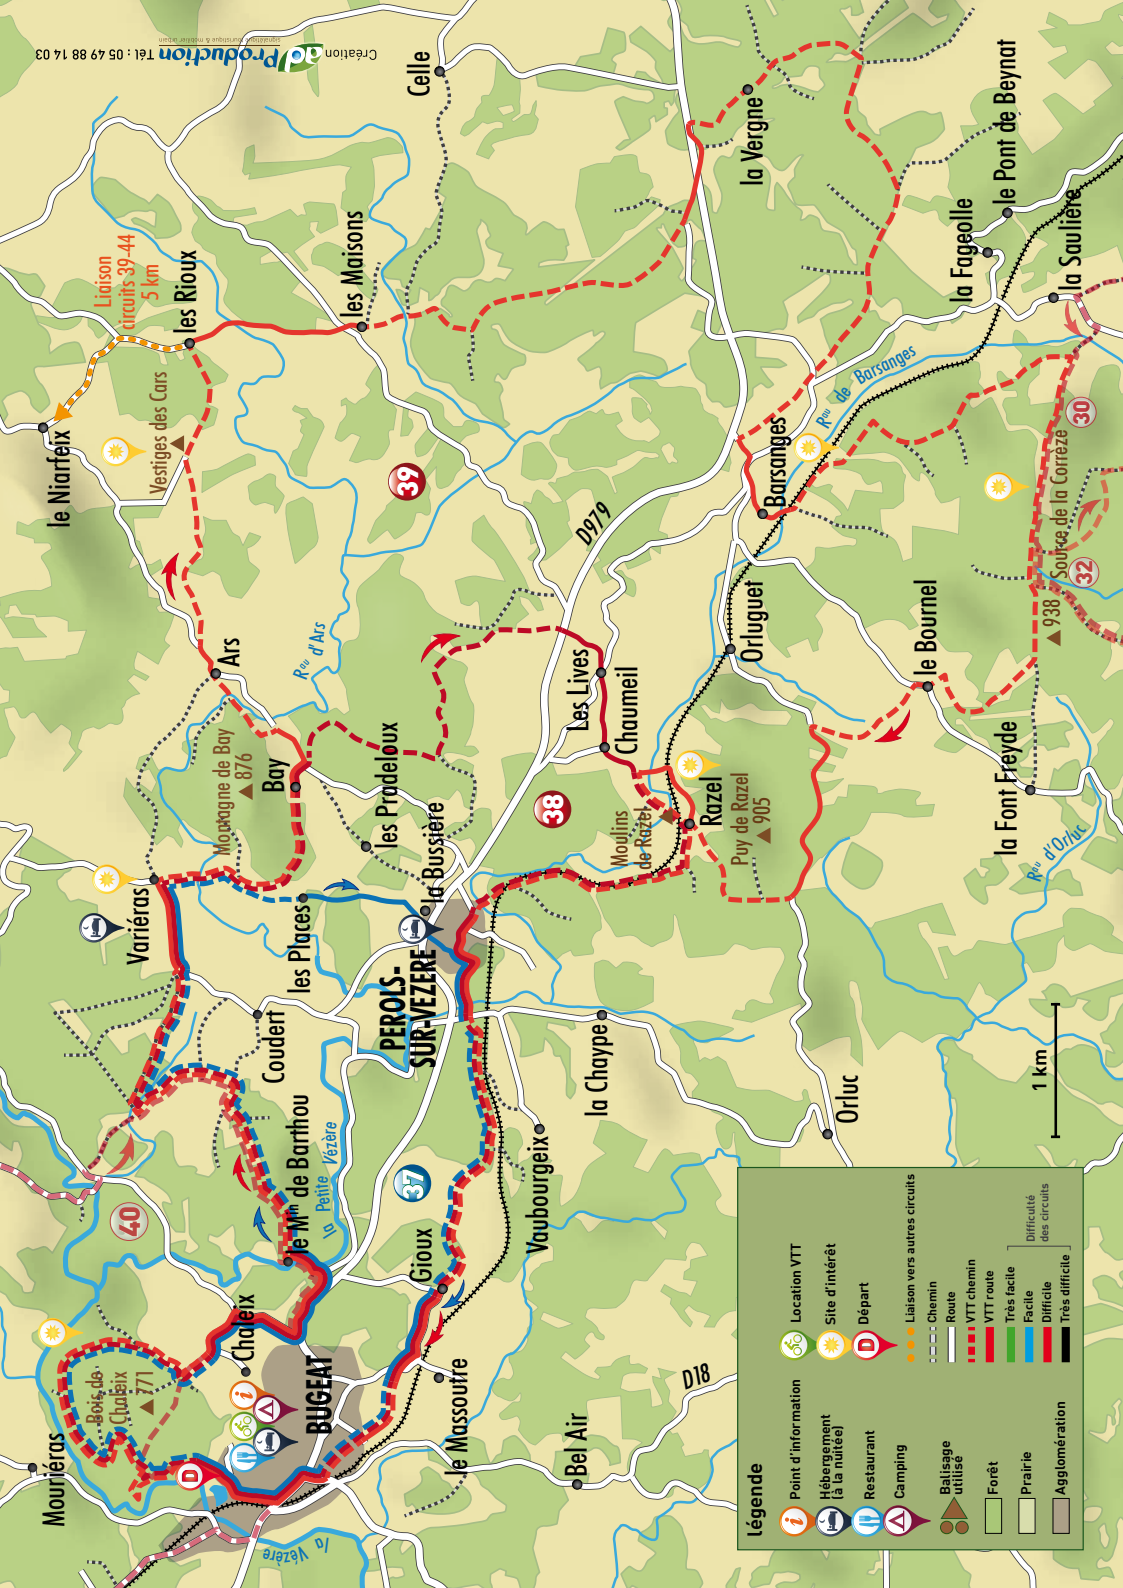 Création
ad Production
signalétique touristique & mobilier urbain
Tél : 05 49 88 14 03
Celle
la Vergne
le Pont de Beynat
la Fageolle
la Saulière
Liaison
circuits 39-44
5 km
les Rioux
les Maisons
le Niarfeix
Vestiges des Cars
39
D979
Rau de Barsanges
Barsanges
30
Source de la Corrèze
32
938
Ars
Rau d'Ars
Orluguet
le Bournel
Les Lives
Chaumeil
Montagne de Bay
876
Bay
les Pradeloux
la Bussière
38
Moulins
de Razel
Razel
Puy de Razel
905
la Font Freyde
Rau d'Orluc
Variéras
les Places
PEROLS-
SUR-VEZERE
Coudert
la Chaype
Orluc
1 km
le Min de Barthou
la Petite Vézère
40
37
Vaubourgeix
Gioux
Chaleix
Bois de
Chaleix
771
BUGEAT
le Massoutre
D18
Bel Air
Mouriéras
D
la Vézère
Légende
Point d'information
Hébergement
(à la nuitée)
Restaurant
Camping
Balisage
utilisé
Forêt
Prairie
Agglomération
Location VTT
Site d'intérêt
Départ
Liaison vers autres circuits
Chemin
Route
VTT chemin
VTT route
Très facile
Facile
Difficile
Très difficile
Difficulté
des circuits